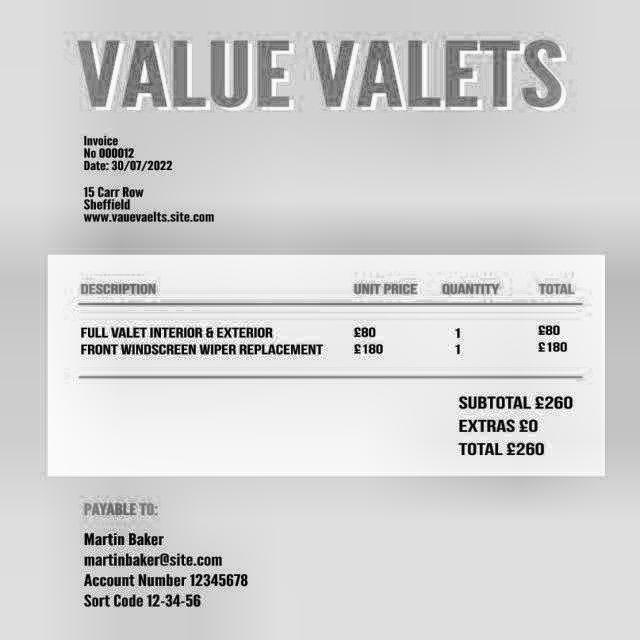 VALUE VALETS
Invoice
No 000012
Date: 30/07/2022
15 Carr Row
Sheffield
www.vauevaelts.site.com
DESCRIPTION UNIT PRICE QUANTITY TOTAL
FULL VALET INTERIOR & EXTERIOR £80 1 £80
FRONT WINDSCREEN WIPER REPLACEMENT £180 1 £180
SUBTOTAL £260
EXTRAS £0
TOTAL £260
PAYABLE TO:
Martin Baker
martinbaker@site.com
Account Number 12345678
Sort Code 12-34-56